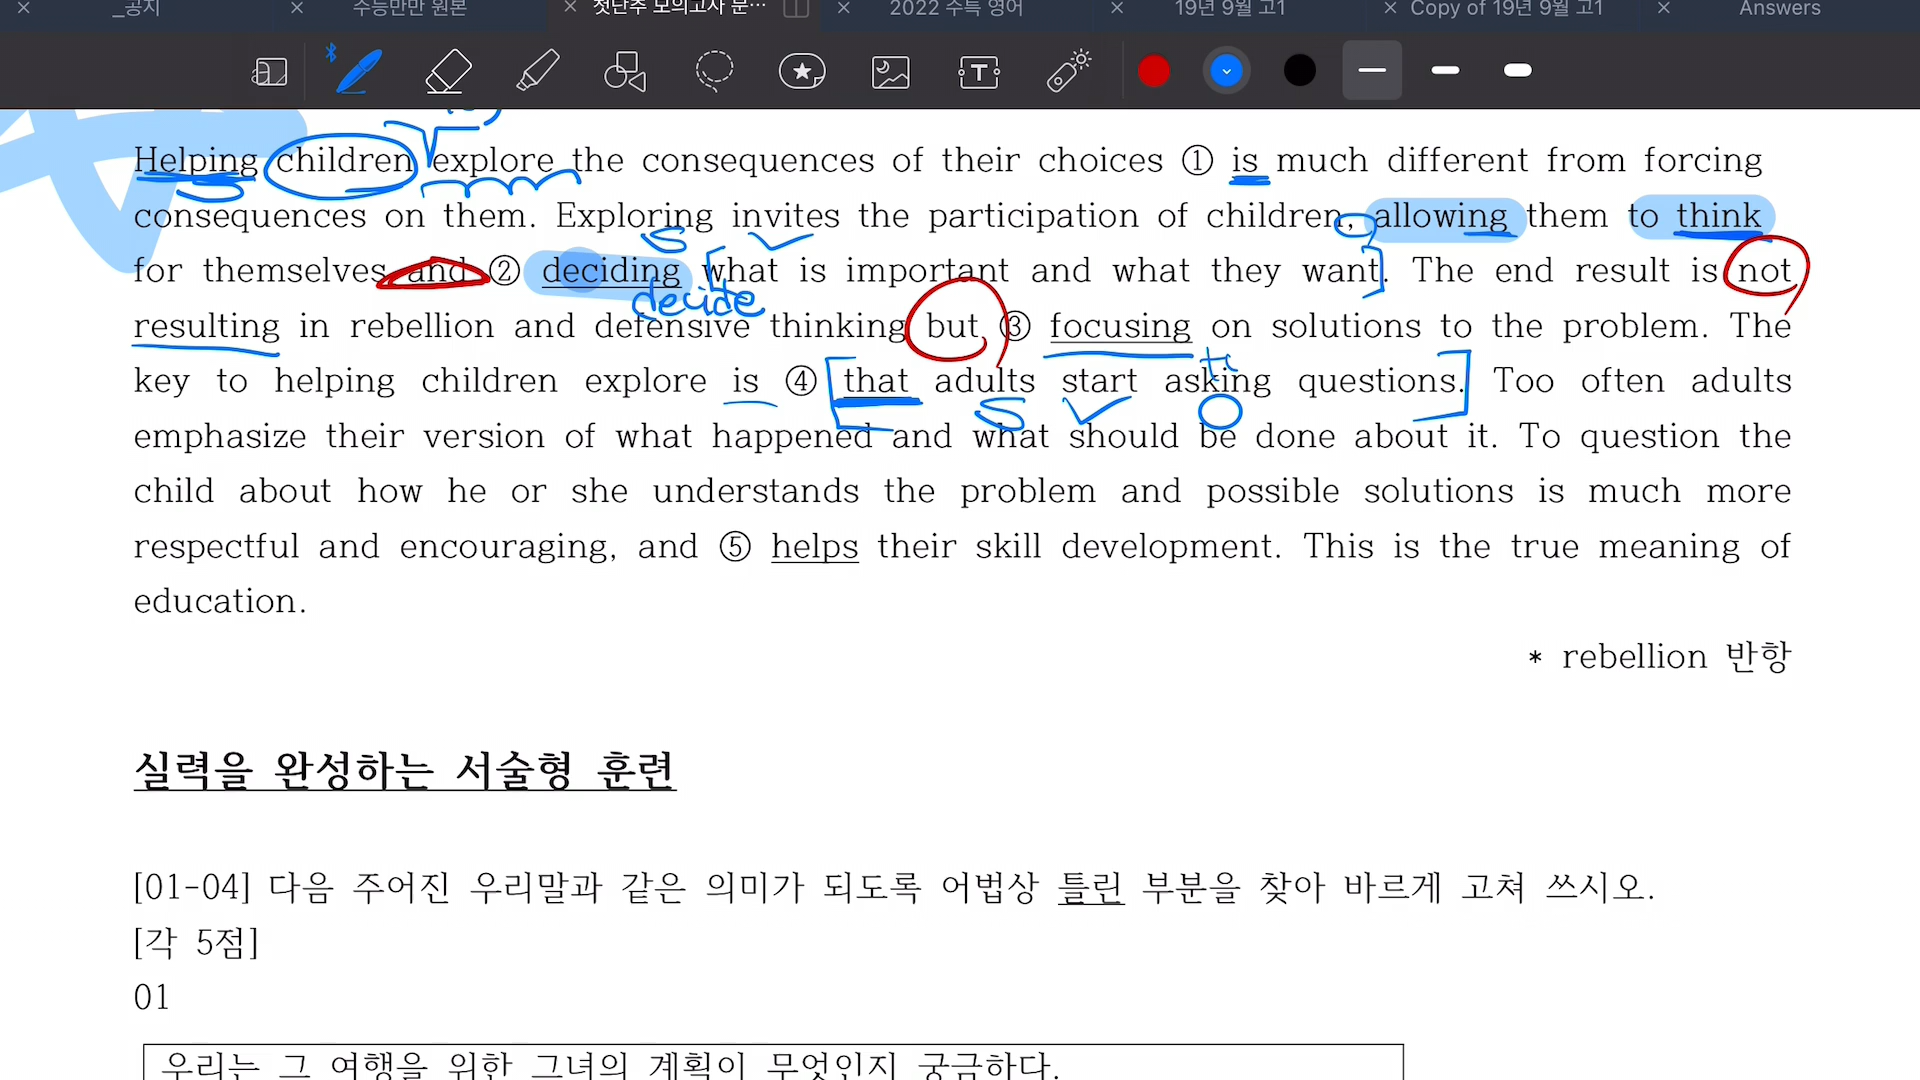 _공지 수능만만 원본 첫단추 모의고사 문… 2022 수특 영어 19년 9월 고1 Copy of 19년 9월 고1 Answers
Helping children explore the consequences of their choices ① is much different from forcing
S
consequences on them. Exploring invites the participation of children, allowing them to think
S
for themselves and ② deciding what is important and what they want. The end result is not
decide
resulting in rebellion and defensive thinking but ③ focusing on solutions to the problem. The
key to helping children explore is ④ that adults start asking questions. Too often adults
S O
emphasize their version of what happened and what should be done about it. To question the
child about how he or she understands the problem and possible solutions is much more
respectful and encouraging, and ⑤ helps their skill development. This is the true meaning of
education.
* rebellion 반항
실력을 완성하는 서술형 훈련
[01-04] 다음 주어진 우리말과 같은 의미가 되도록 어법상 틀린 부분을 찾아 바르게 고쳐 쓰시오.
[각 5점]
01
우리는 그 여행을 위한 그녀의 계획이 무엇인지 궁금하다.